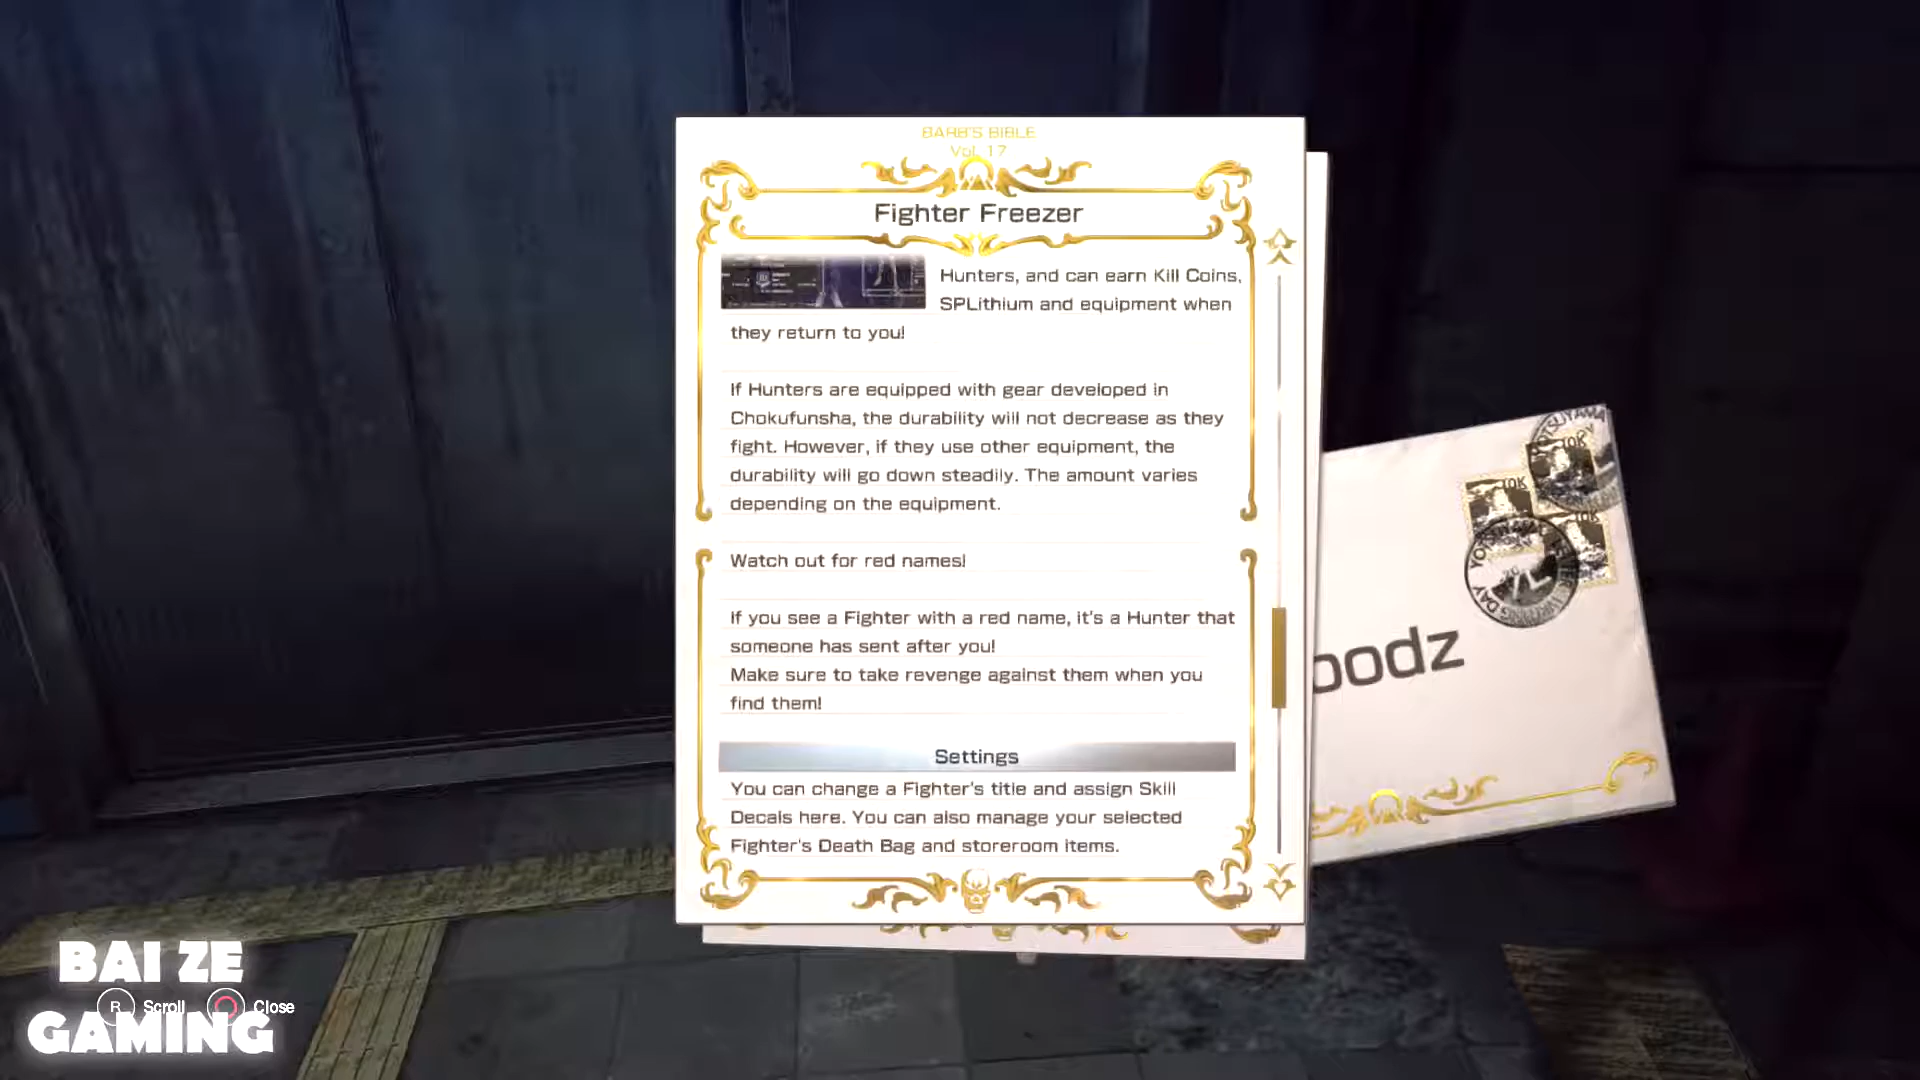 BARB'S BIBLE
Vol. 17
Fighter Freezer
Hunters, and can earn Kill Coins,
SPLithium and equipment when
they return to you!
If Hunters are equipped with gear developed in
Chokufunsha, the durability will not decrease as they
fight. However, if they use other equipment, the
durability will go down steadily. The amount varies
depending on the equipment.
Watch out for red names!
If you see a Fighter with a red name, it's a Hunter that
someone has sent after you!
Make sure to take revenge against them when you
find them!
Settings
You can change a Fighter's title and assign Skill
Decals here. You can also manage your selected
Fighter's Death Bag and storeroom items.
10K
10K
10K
oodz
BAI ZE
GAMING
R Scroll Close